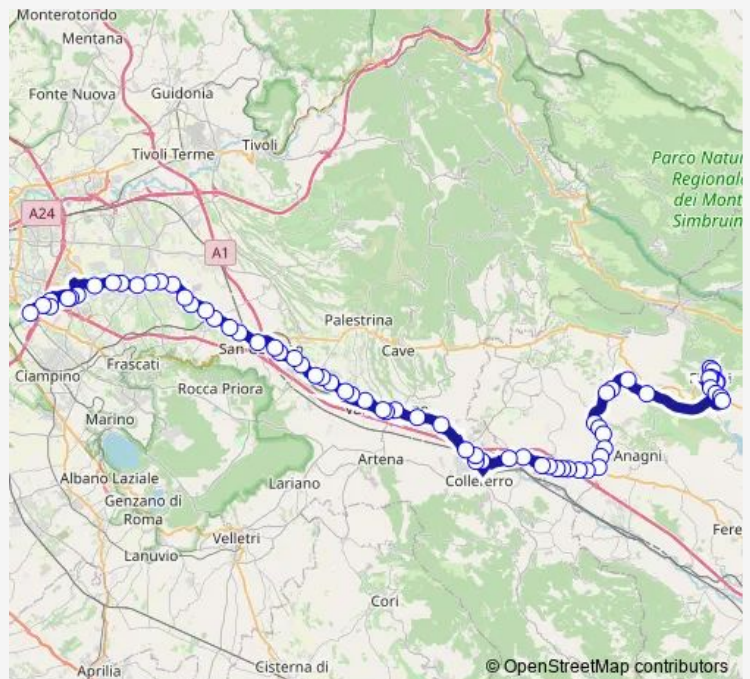 Monterotondo
Mentana
Fonte Nuova
Guidonia
Tivoli
Tivoli Terme
Parco Natur
Regionale
dei Mont
Simbruin
A24
A1
Palestrina
Cave
Frascati
Ciampino
Rocca Priora
Marino
Artena
Anagni
Albano Laziale
Lariano
Genzano di
Roma
Velletri
Lanuvio
Fere
Cori
Cisterna di
Aprilia
© OpenStreetMap contributors